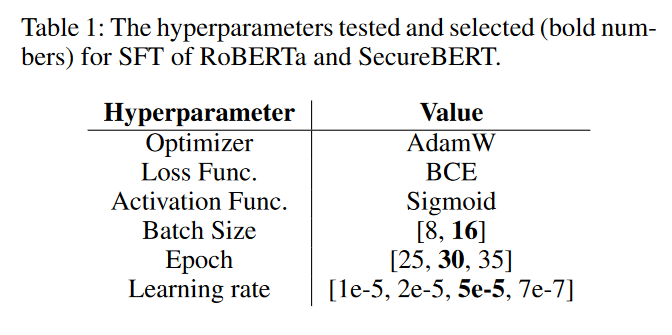 Table 1: The hyperparameters tested and selected (bold num-
bers) for SFT of RoBERTa and SecureBERT.
Hyperparameter Value
Optimizer AdamW
Loss Func. BCE
Activation Func. Sigmoid
Batch Size [8, 16]
Epoch [25, 30, 35]
Learning rate [1e-5, 2e-5, 5e-5, 7e-7]